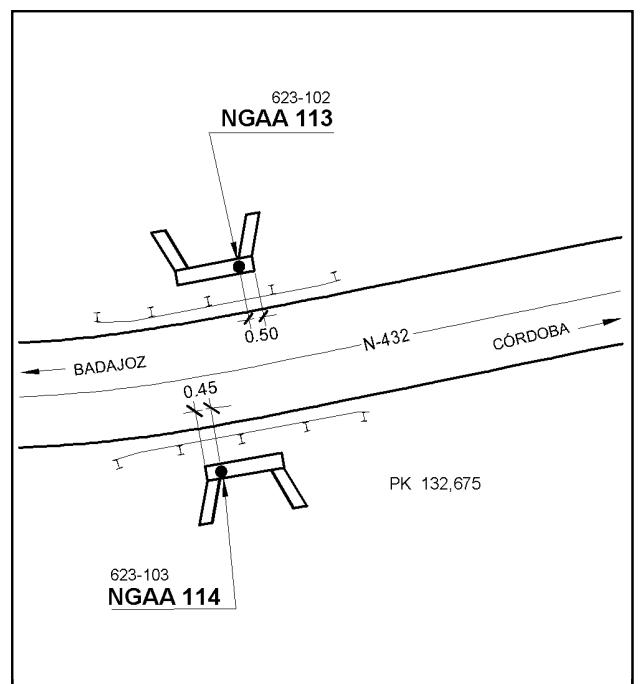 623-102
NGAA 113
0.50
N-432
CÓRDOBA
BADAJOZ
0.45
PK 132,675
623-103
NGAA 114